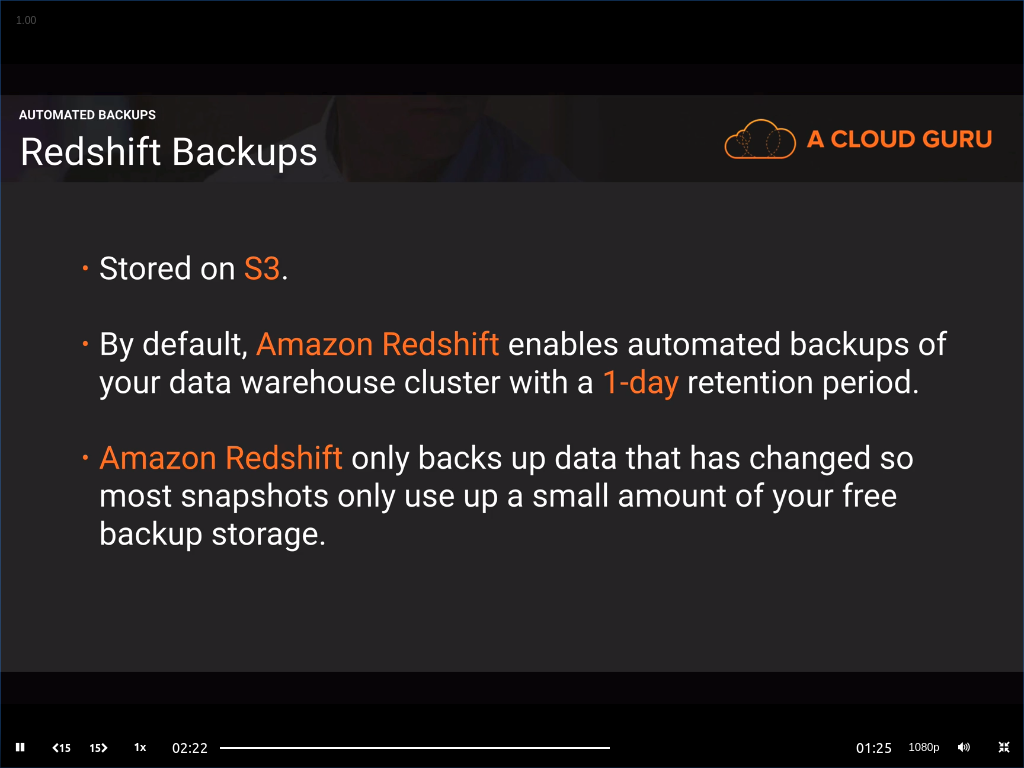 1.00
AUTOMATED BACKUPS
Redshift Backups
A CLOUD GURU
• Stored on S3.
• By default, Amazon Redshift enables automated backups of
your data warehouse cluster with a 1-day retention period.
• Amazon Redshift only backs up data that has changed so
most snapshots only use up a small amount of your free
backup storage.
15 15 1x 02:22 01:25 1080p